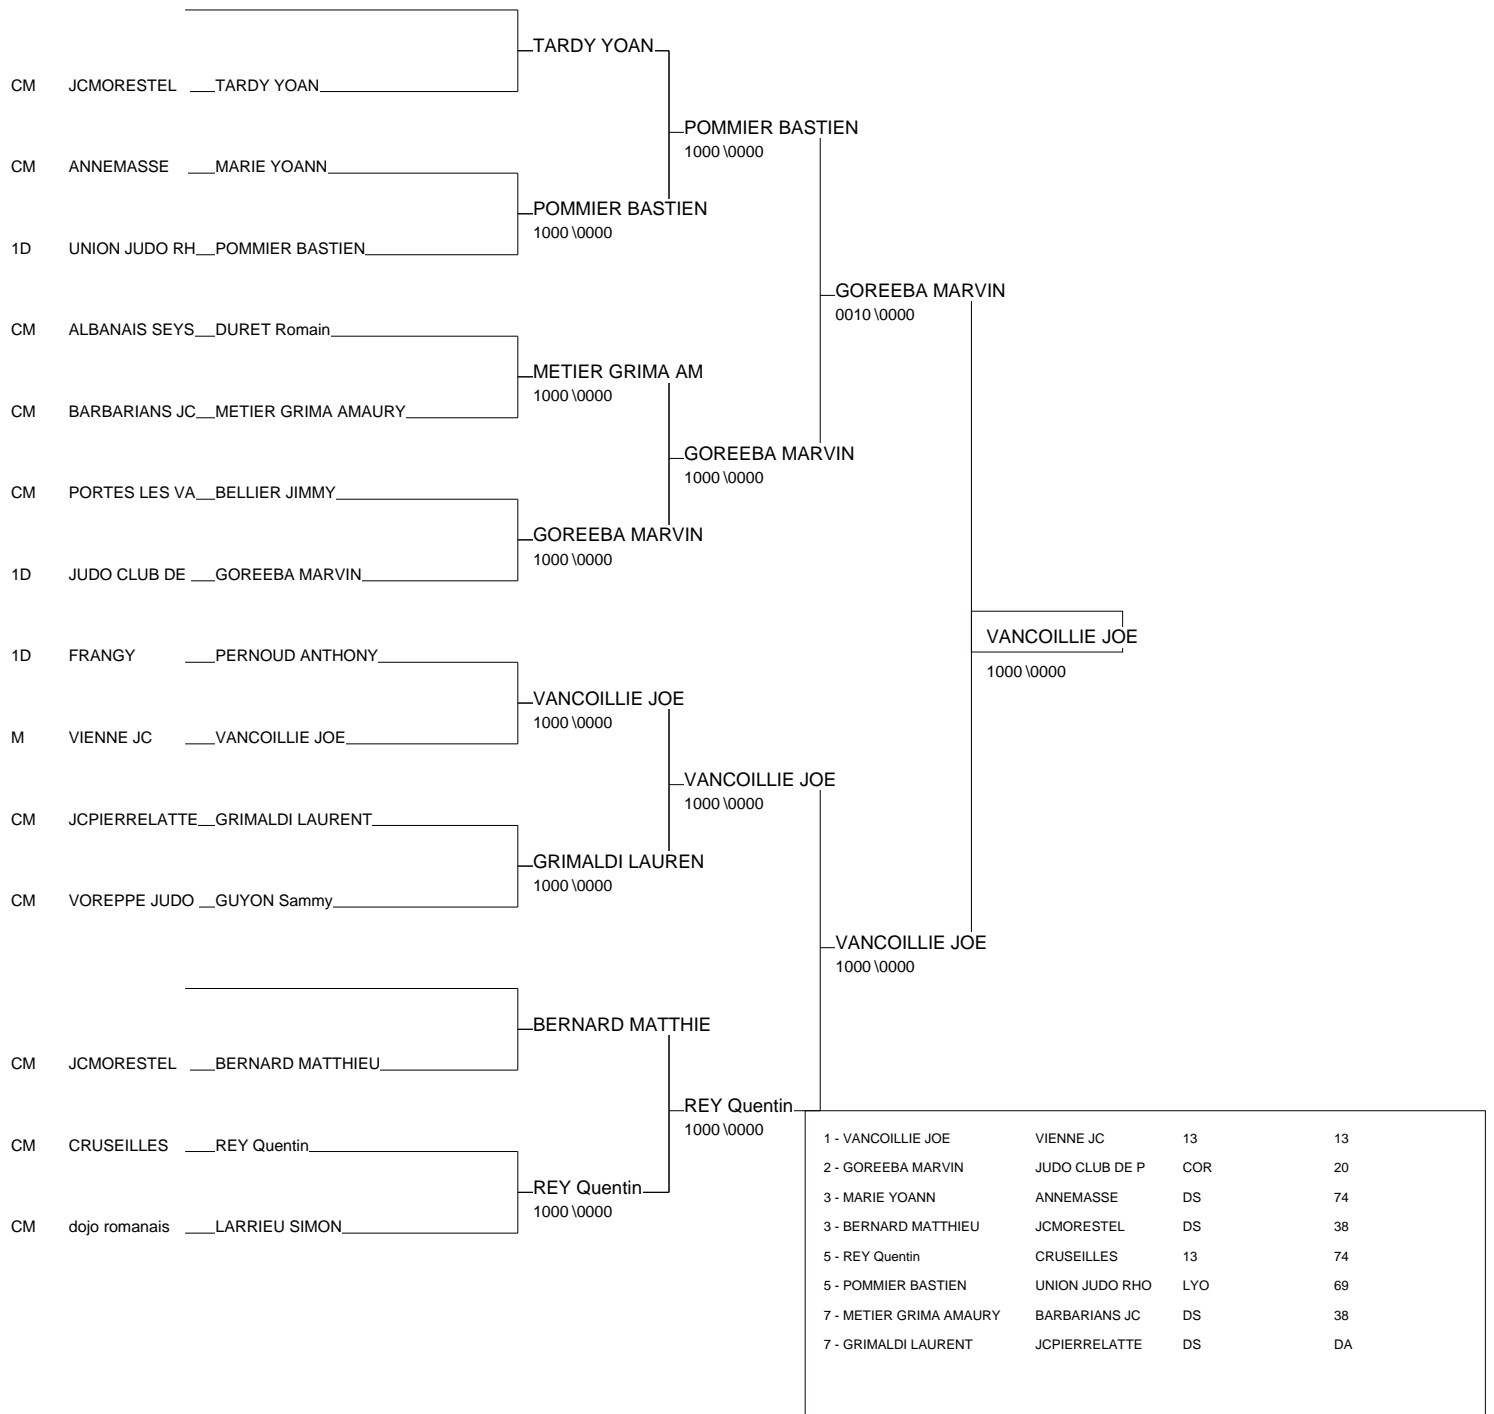 TARDY YOAN
CM JCMORESTEL TARDY YOAN
POMMIER BASTIEN
1000 \0000
CM ANNEMASSE MARIE YOANN
POMMIER BASTIEN
1000 \0000
1D UNION JUDO RH POMMIER BASTIEN
GOREEBA MARVIN
0010 \0000
CM ALBANAIS SEYS DURET Romain
METIER GRIMA AM
1000 \0000
CM BARBARIANS JC METIER GRIMA AMAURY
GOREEBA MARVIN
1000 \0000
CM PORTES LES VA BELLIER JIMMY
GOREEBA MARVIN
1000 \0000
1D JUDO CLUB DE GOREEBA MARVIN
VANCOILLIE JOE
1000 \0000
1D FRANGY PERNOUD ANTHONY
VANCOILLIE JOE
1000 \0000
M VIENNE JC VANCOILLIE JOE
VANCOILLIE JOE
1000 \0000
CM JCPIERRELATTE GRIMALDI LAURENT
GRIMALDI LAUREN
1000 \0000
CM VOREPPE JUDO GUYON Sammy
VANCOILLIE JOE
1000 \0000
BERNARD MATTHIE
CM JCMORESTEL BERNARD MATTHIEU
REY Quentin
1000 \0000
CM CRUSEILLES REY Quentin
REY Quentin
1000 \0000
CM dojo romanais LARRIEU SIMON
1 - VANCOILLIE JOE VIENNE JC 13 13
2 - GOREEBA MARVIN JUDO CLUB DE P COR 20
3 - MARIE YOANN ANNEMASSE DS 74
3 - BERNARD MATTHIEU JCMORESTEL DS 38
5 - REY Quentin CRUSEILLES 13 74
5 - POMMIER BASTIEN UNION JUDO RHO LYO 69
7 - METIER GRIMA AMAURY BARBARIANS JC DS 38
7 - GRIMALDI LAURENT JCPIERRELATTE DS DA